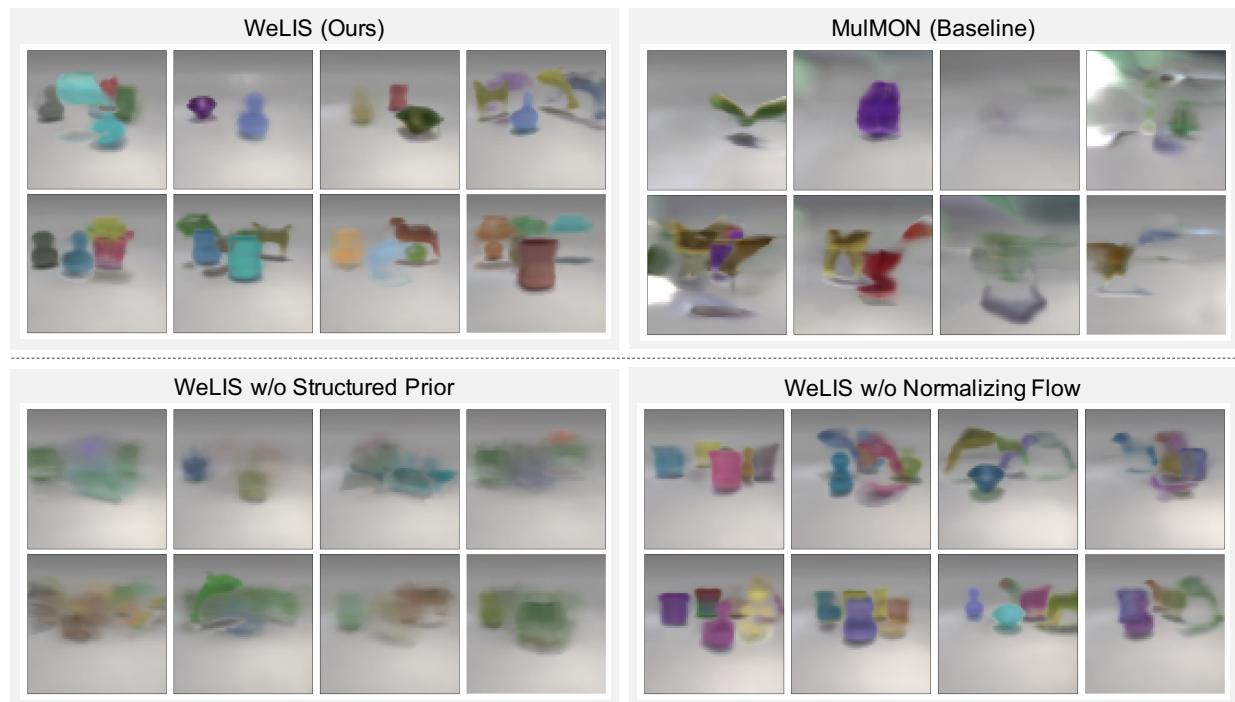 WeLIS (Ours)
MulMON (Baseline)
WeLIS w/o Structured Prior
WeLIS w/o Normalizing Flow